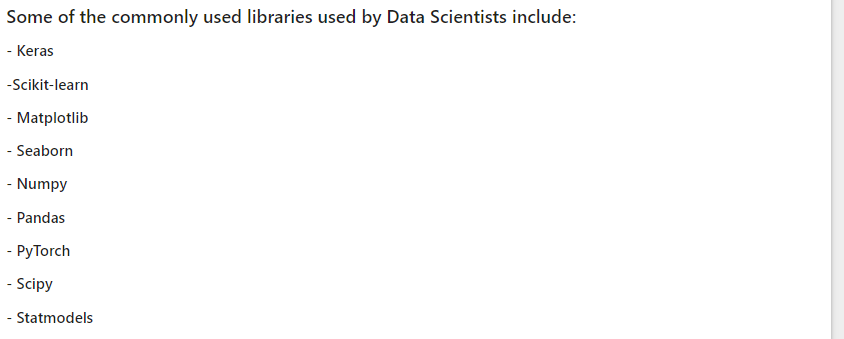 Some of the commonly used libraries used by Data Scientists include:
- Keras
-Scikit-learn
- Matplotlib
- Seaborn
- Numpy
- Pandas
- PyTorch
- Scipy
- Statmodels